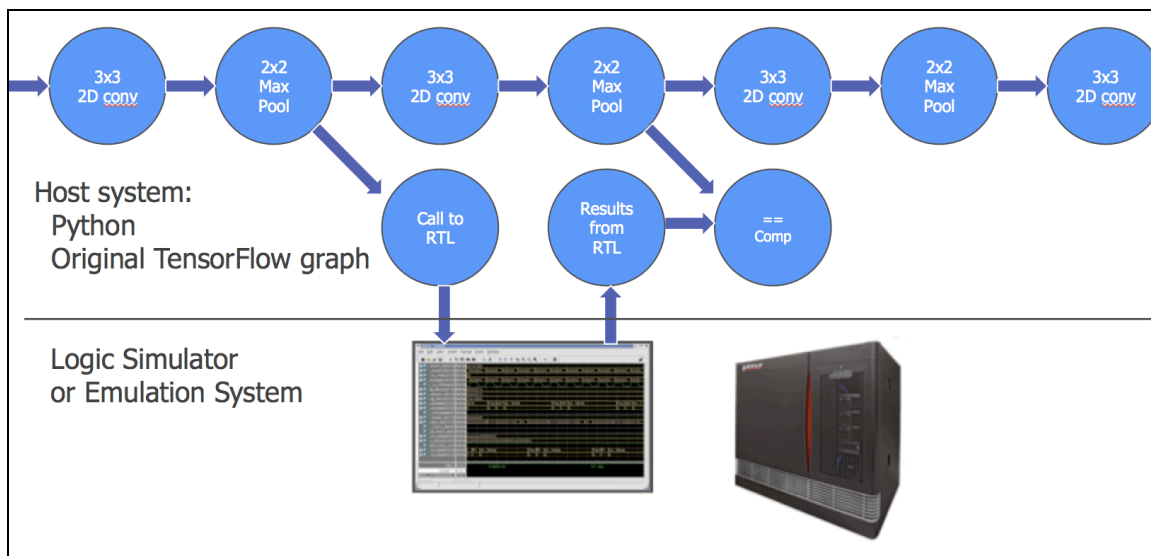 3x3
2D conv
2x2
Max
Pool
3x3
2D conv
2x2
Max
Pool
3x3
2D conv
2x2
Max
Pool
3x3
2D conv
Host system:
Python
Original TensorFlow graph
Call to
RTL
Results
from
RTL
==
Comp
Logic Simulator
or Emulation System